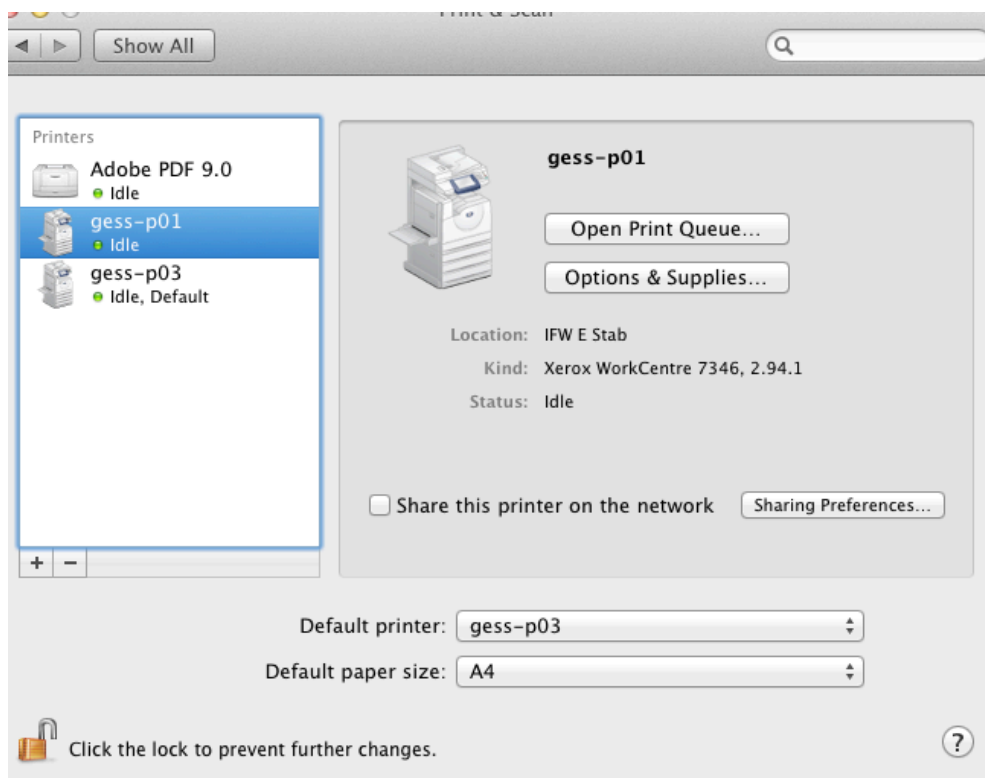 Print & Scan
Show All
Printers
Adobe PDF 9.0
Idle
gess-p01
Idle
gess-p03
Idle, Default
+ −
gess-p01
Open Print Queue...
Options & Supplies...
Location: IFW E Stab
Kind: Xerox WorkCentre 7346, 2.94.1
Status: Idle
Share this printer on the network Sharing Preferences...
Default printer: gess-p03
Default paper size: A4
Click the lock to prevent further changes. ?